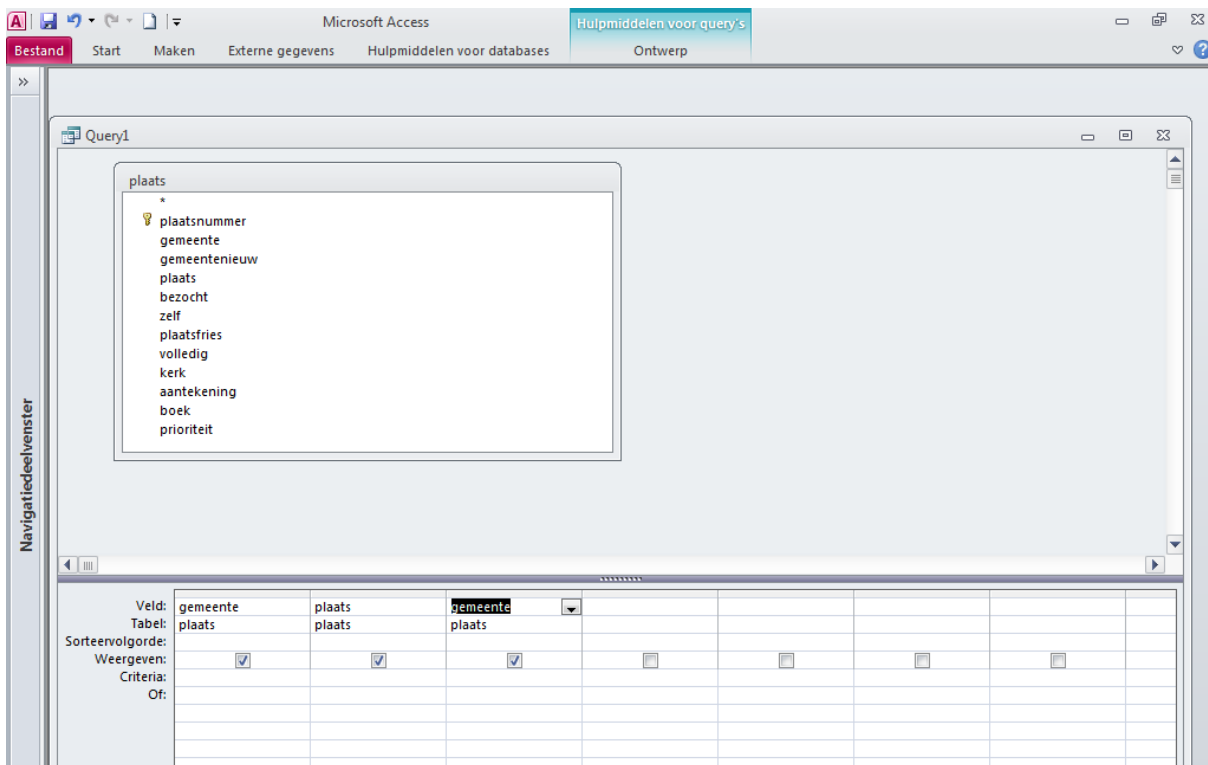 A Microsoft Access Hulpmiddelen voor query's
Bestand Start Maken Externe gegevens Hulpmiddelen voor databases Ontwerp ?
»
Query1
plaats
*
plaatsnummer
gemeente
gemeentenieuw
plaats
bezocht
zelf
plaatsfries
volledig
kerk
aantekening
boek
prioriteit
Navigatiedeelvenster
Veld: gemeente plaats gemeente
Tabel: plaats plaats plaats
Sorteervolgorde:
Weergeven:
Criteria:
Of: